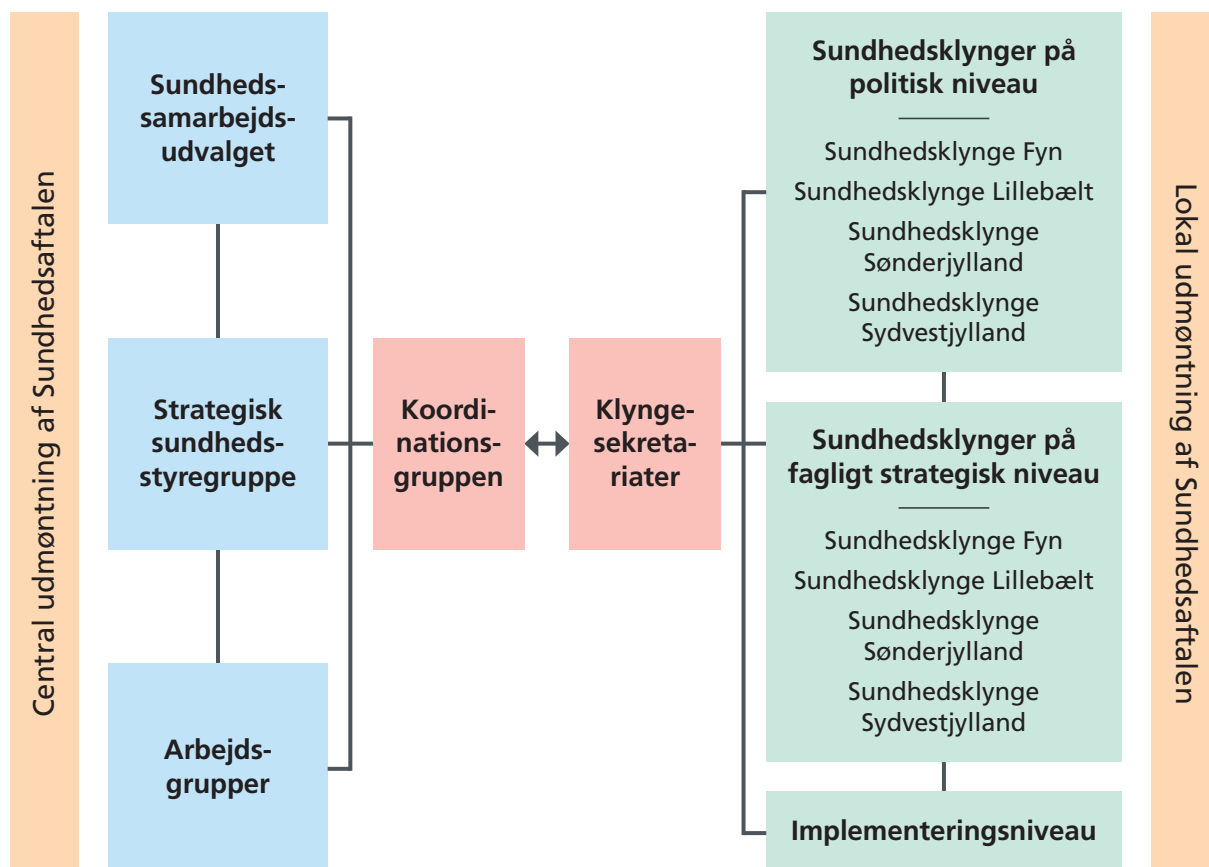 Central udmøntning af Sundhedsaftalen
Sundheds-
samarbejds-
udvalget
Strategisk
sundheds-
styregruppe
Arbejds-
grupper
Koordi-
nations-
gruppen
Klynge-
sekreta-
riater
Sundhedsklynger på
politisk niveau
Sundhedsklynge Fyn
Sundhedsklynge Lillebælt
Sundhedsklynge
Sønderjylland
Sundhedsklynge
Sydvestjylland
Sundhedsklynger på
fagligt strategisk niveau
Sundhedsklynge Fyn
Sundhedsklynge Lillebælt
Sundhedsklynge
Sønderjylland
Sundhedsklynge
Sydvestjylland
Implementeringsniveau
Lokal udmøntning af Sundhedsaftalen